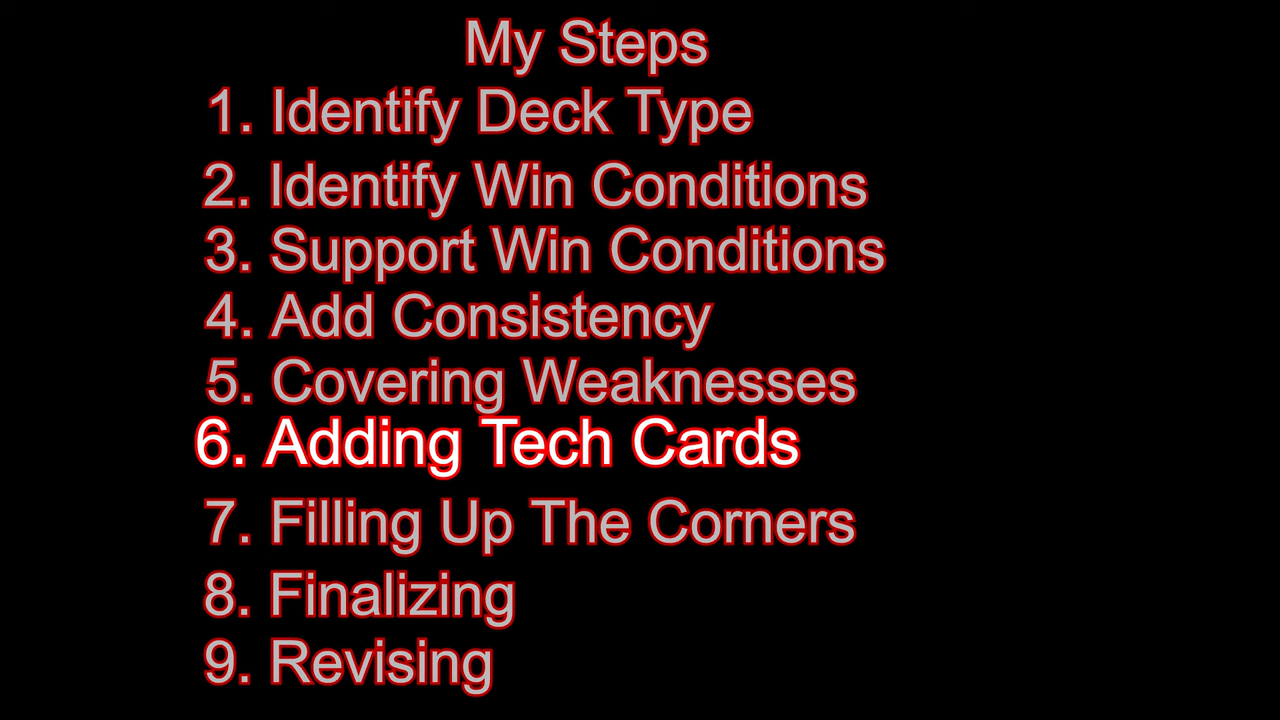 My Steps
1. Identify Deck Type
2. Identify Win Conditions
3. Support Win Conditions
4. Add Consistency
5. Covering Weaknesses
6. Adding Tech Cards
7. Filling Up The Corners
8. Finalizing
9. Revising